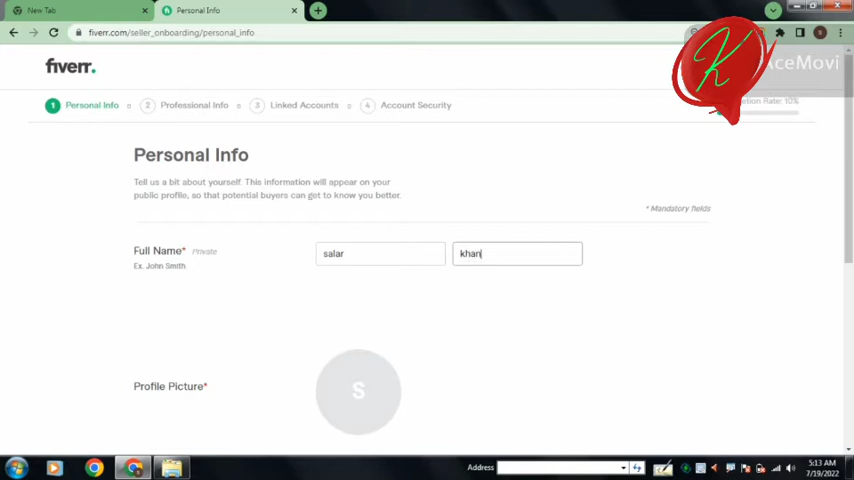 New Tab
Personal Info
fiverr.com/seller_onboarding/personal_info
K
AceMovi
fiverr.
1 Personal Info
2 Professional Info
3 Linked Accounts
4 Account Security
Rate: 10%
Personal Info
Tell us a bit about yourself. This information will appear on your
public profile, so that potential buyers can get to know you better.
* Mandatory fields
Full Name* Private
salar
khan
Ex. John Smith
Profile Picture*
S
Address
5:13 AM
7/19/2022